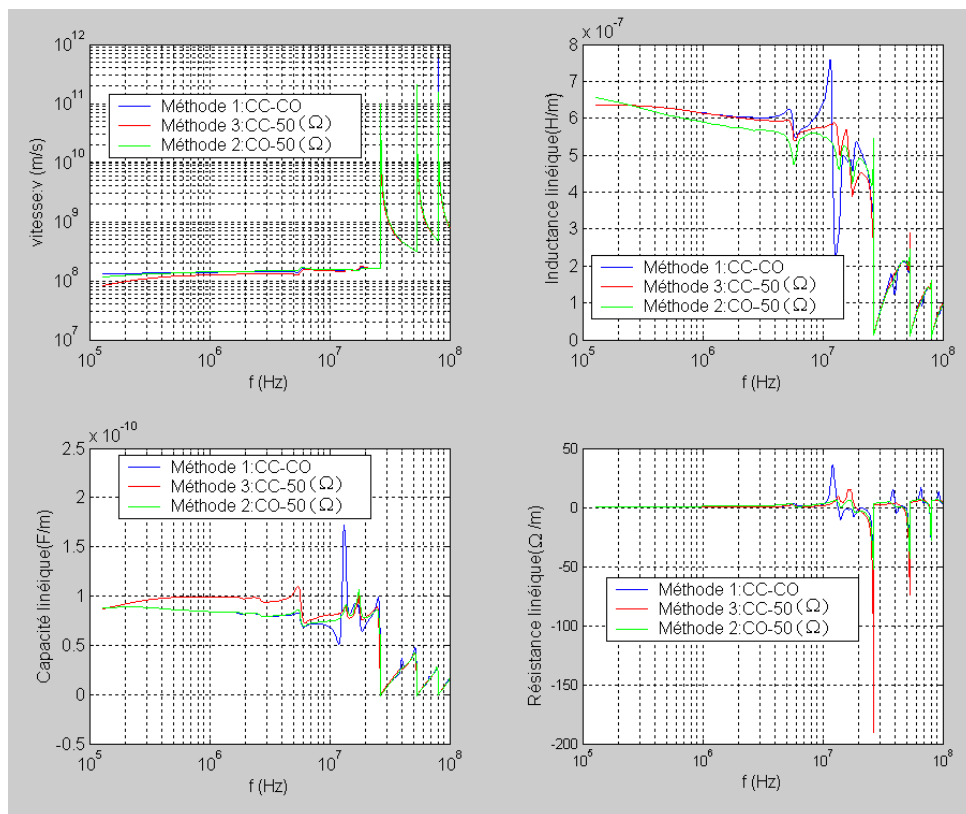 10^12
10^11
10^10
10^9
10^8
10^7
vitesse:v (m/s)
Méthode 1:CC-CO
Méthode 3:CC-50(Ω)
Méthode 2:CO-50(Ω)
10^5 10^6 10^7 10^8
f (Hz)
x 10^-7
8
7
6
5
4
3
2
1
0
Inductance linéique(H/m)
Méthode 1:CC-CO
Méthode 3:CC-50(Ω)
Méthode 2:CO-50(Ω)
10^5 10^6 10^7 10^8
f (Hz)
x 10^-10
2.5
2
1.5
1
0.5
0
-0.5
Capacité linéique(F/m)
Méthode 1:CC-CO
Méthode 3:CC-50(Ω)
Méthode 2:CO-50(Ω)
10^5 10^6 10^7 10^8
f (Hz)
50
0
-50
-100
-150
-200
Résistance linéique(Ω/m)
Méthode 1:CC-CO
Méthode 3:CC-50(Ω)
Méthode 2:CO-50(Ω)
10^5 10^6 10^7 10^8
f (Hz)